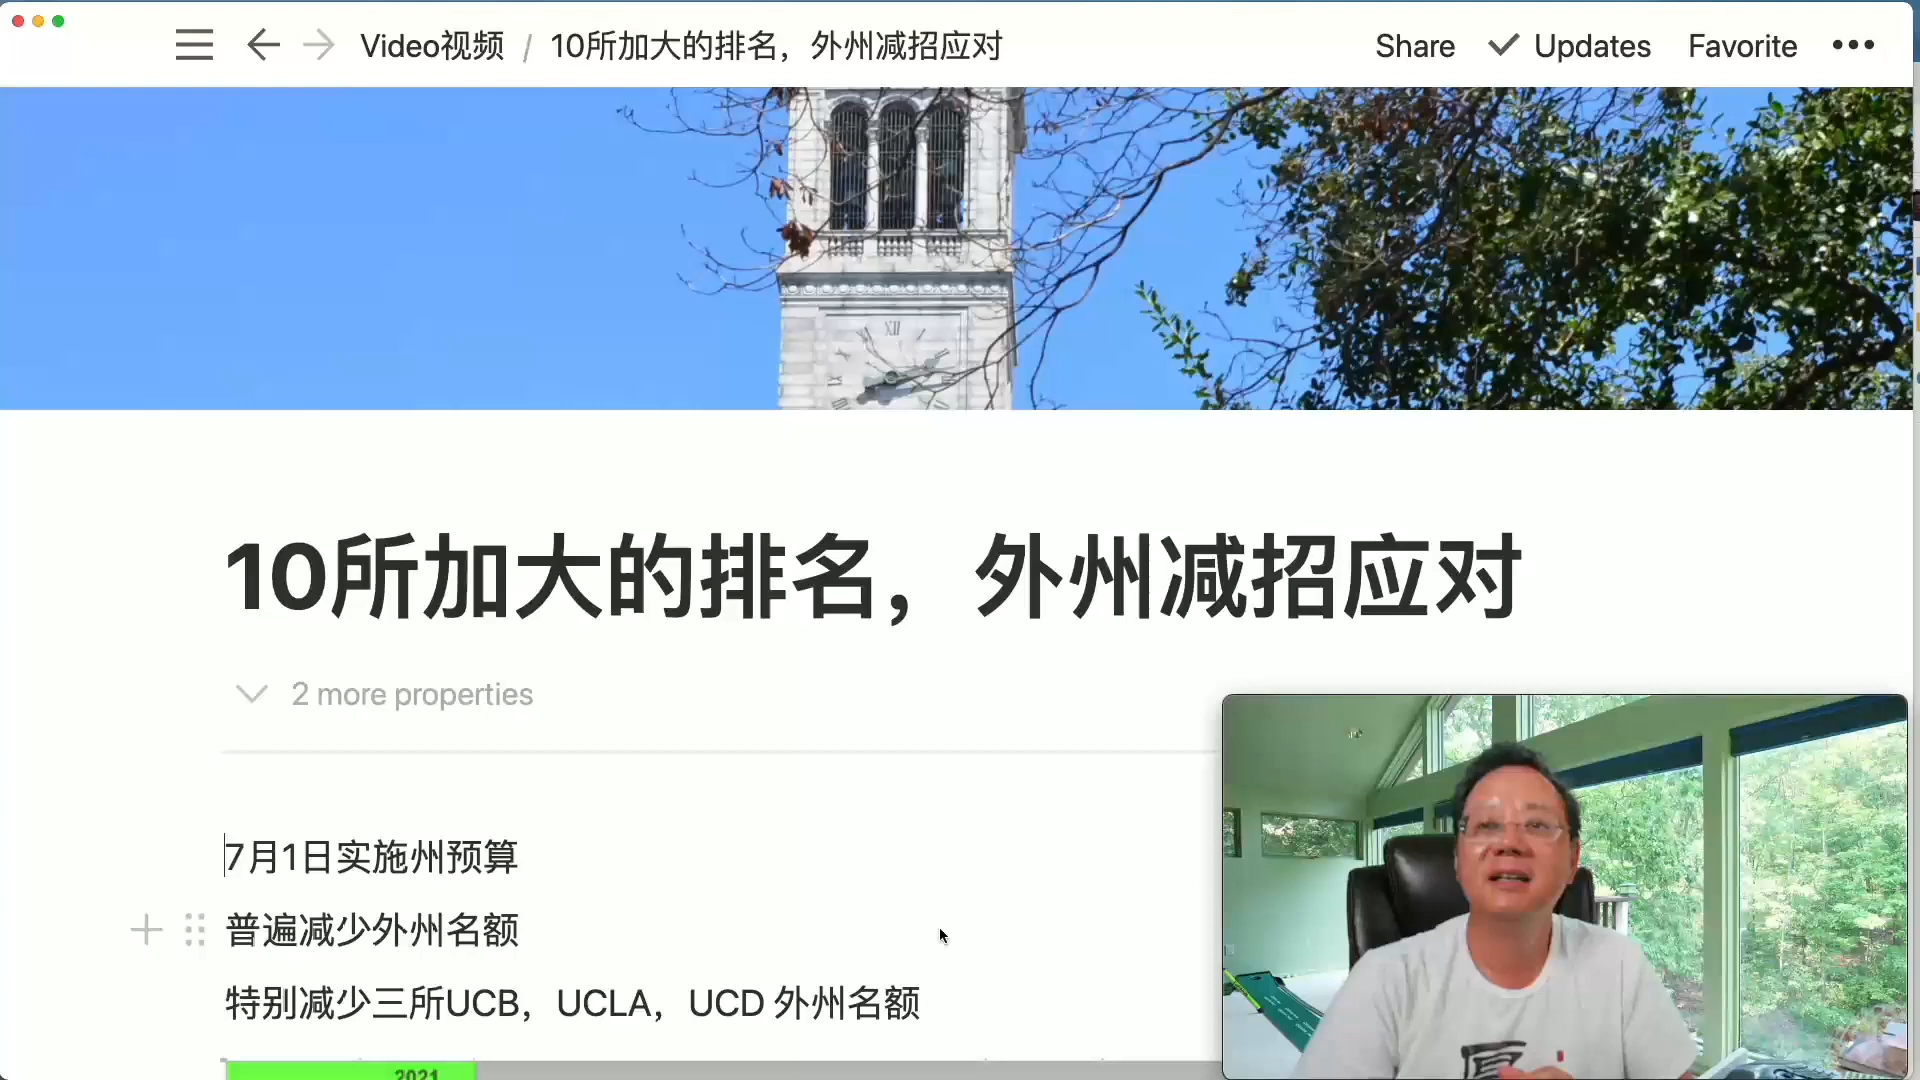 Video视频 / 10所加大的排名，外州减招应对
Share Updates Favorite
XII
10所加大的排名，外州减招应对
2 more properties
7月1日实施州预算
普遍减少外州名额
特别减少三所UCB，UCLA，UCD 外州名额
2021